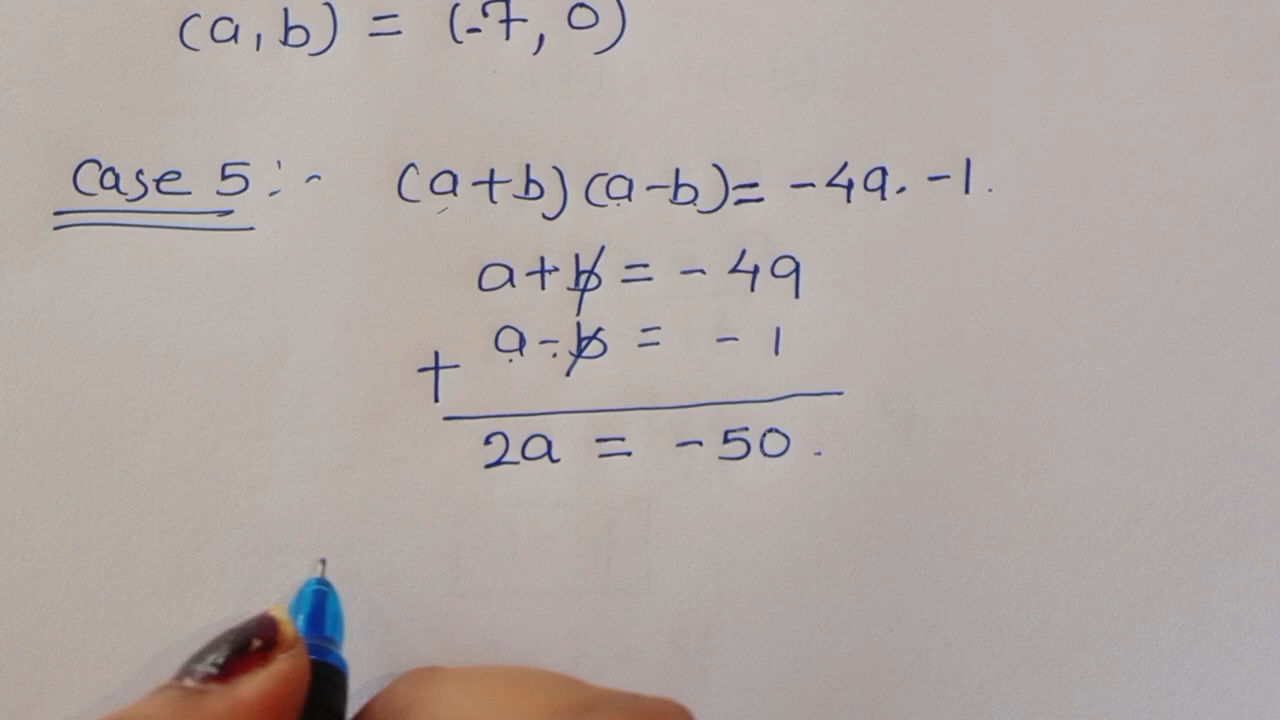 (a,b) = (-7, 0)
Case 5 :- (a+b)(a-b) = -49. -1.
a+b = - 49
a-b = - 1
+
2a = -50.